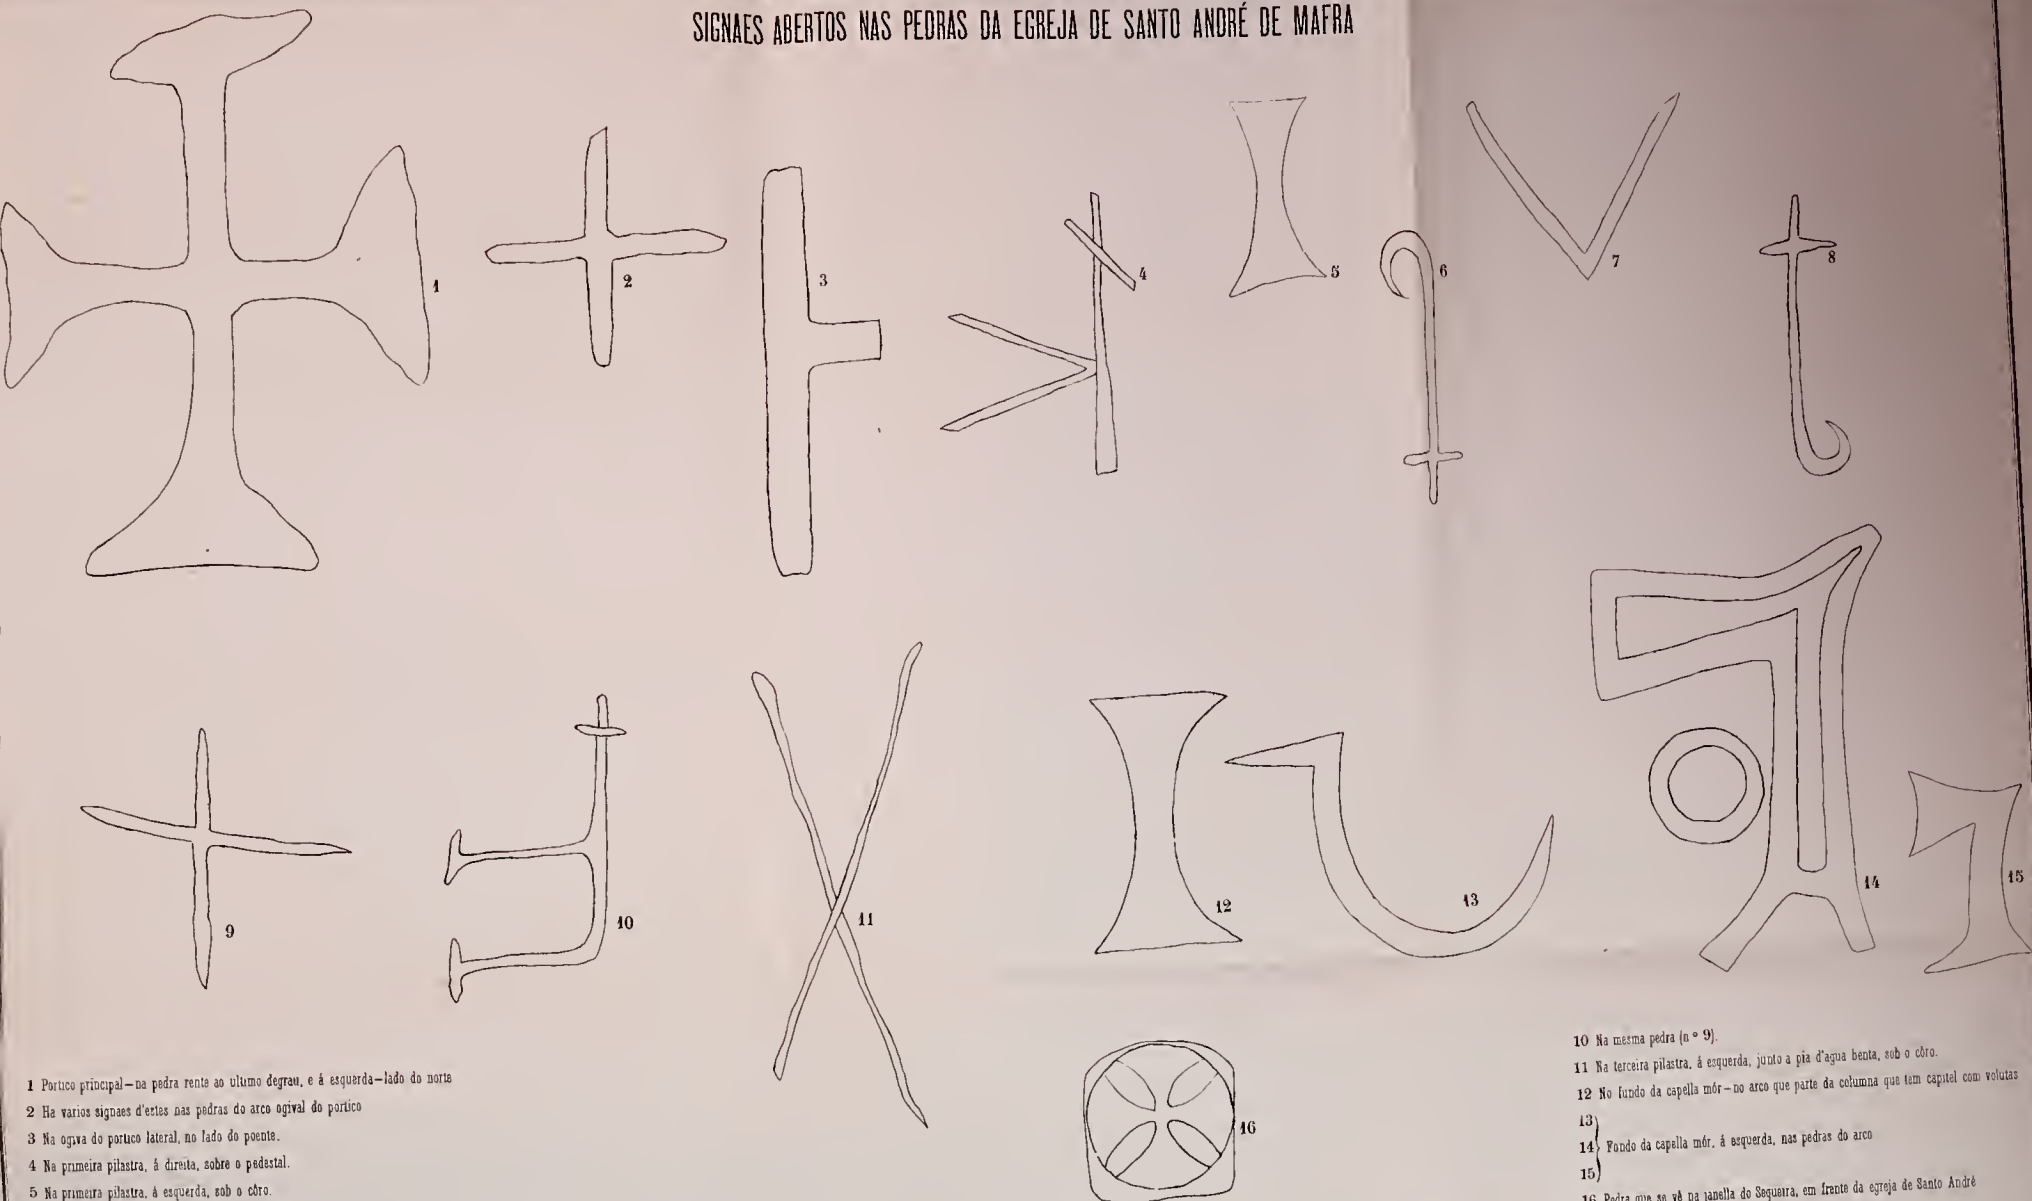 SIGNAES ABERTOS NAS PEDRAS DA EGREJA DE SANTO ANDRÉ DE MAFRA
1
2
3
4
5
6
7
8
9
10
11
12
13
14
15
16
1 Portico principal—na pedra rente ao ultimo degrau, e á esquerda—lado do norte
2 Ha varios signaes d'estes nas pedras do arco ogival do portico
3 Na ogiva do portico lateral, no lado do poente.
4 Na primeira pilastra, á direita, sobre o pedestal.
5 Na primeira pilastra, á esquerda, sob o côro.
10 Na mesma pedra (n.º 9).
11 Na terceira pilastra, á esquerda, junto a pia d'agua benta, sob o côro.
12 No fundo da capella mór—no arco que parte da columna que tem capitel com volutas
13
14 Fondo da capella mór, á esquerda, nas pedras do arco
15
16 Pedra que se vê na janella do Sequeira, em frente da egreja de Santo André